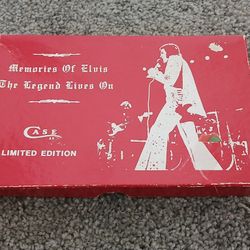 Memories Of Elvis
The Legend Lives On
CASE
LIMITED EDITION